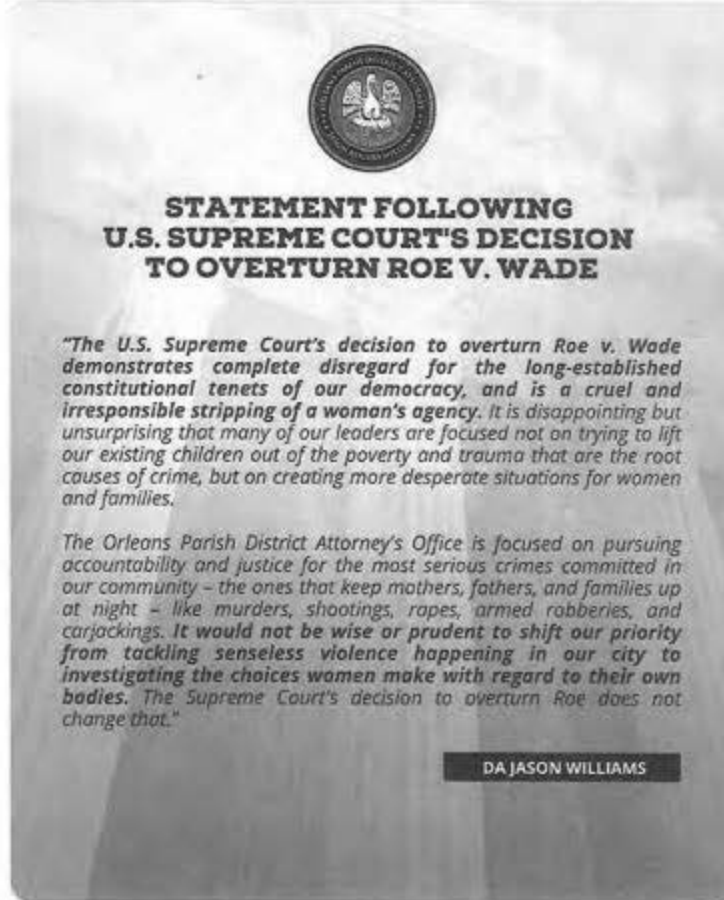 STATEMENT FOLLOWING
U.S. SUPREME COURT'S DECISION
TO OVERTURN ROE V. WADE
"The U.S. Supreme Court's decision to overturn Roe v. Wade
demonstrates complete disregard for the long-established
constitutional tenets of our democracy, and is a cruel and
irresponsible stripping of a woman's agency. It is disappointing but
unsurprising that many of our leaders are focused not on trying to lift
our existing children out of the poverty and trauma that are the root
causes of crime, but on creating more desperate situations for women
and families.
The Orleans Parish District Attorney's Office is focused on pursuing
accountability and justice for the most serious crimes committed in
our community – the ones that keep mothers, fathers, and families up
at night – like murders, shootings, rapes, armed robberies, and
carjackings. It would not be wise or prudent to shift our priority
from tackling senseless violence happening in our city to
investigating the choices women make with regard to their own
bodies. The Supreme Court's decision to overturn Roe does not
change that."
DA JASON WILLIAMS